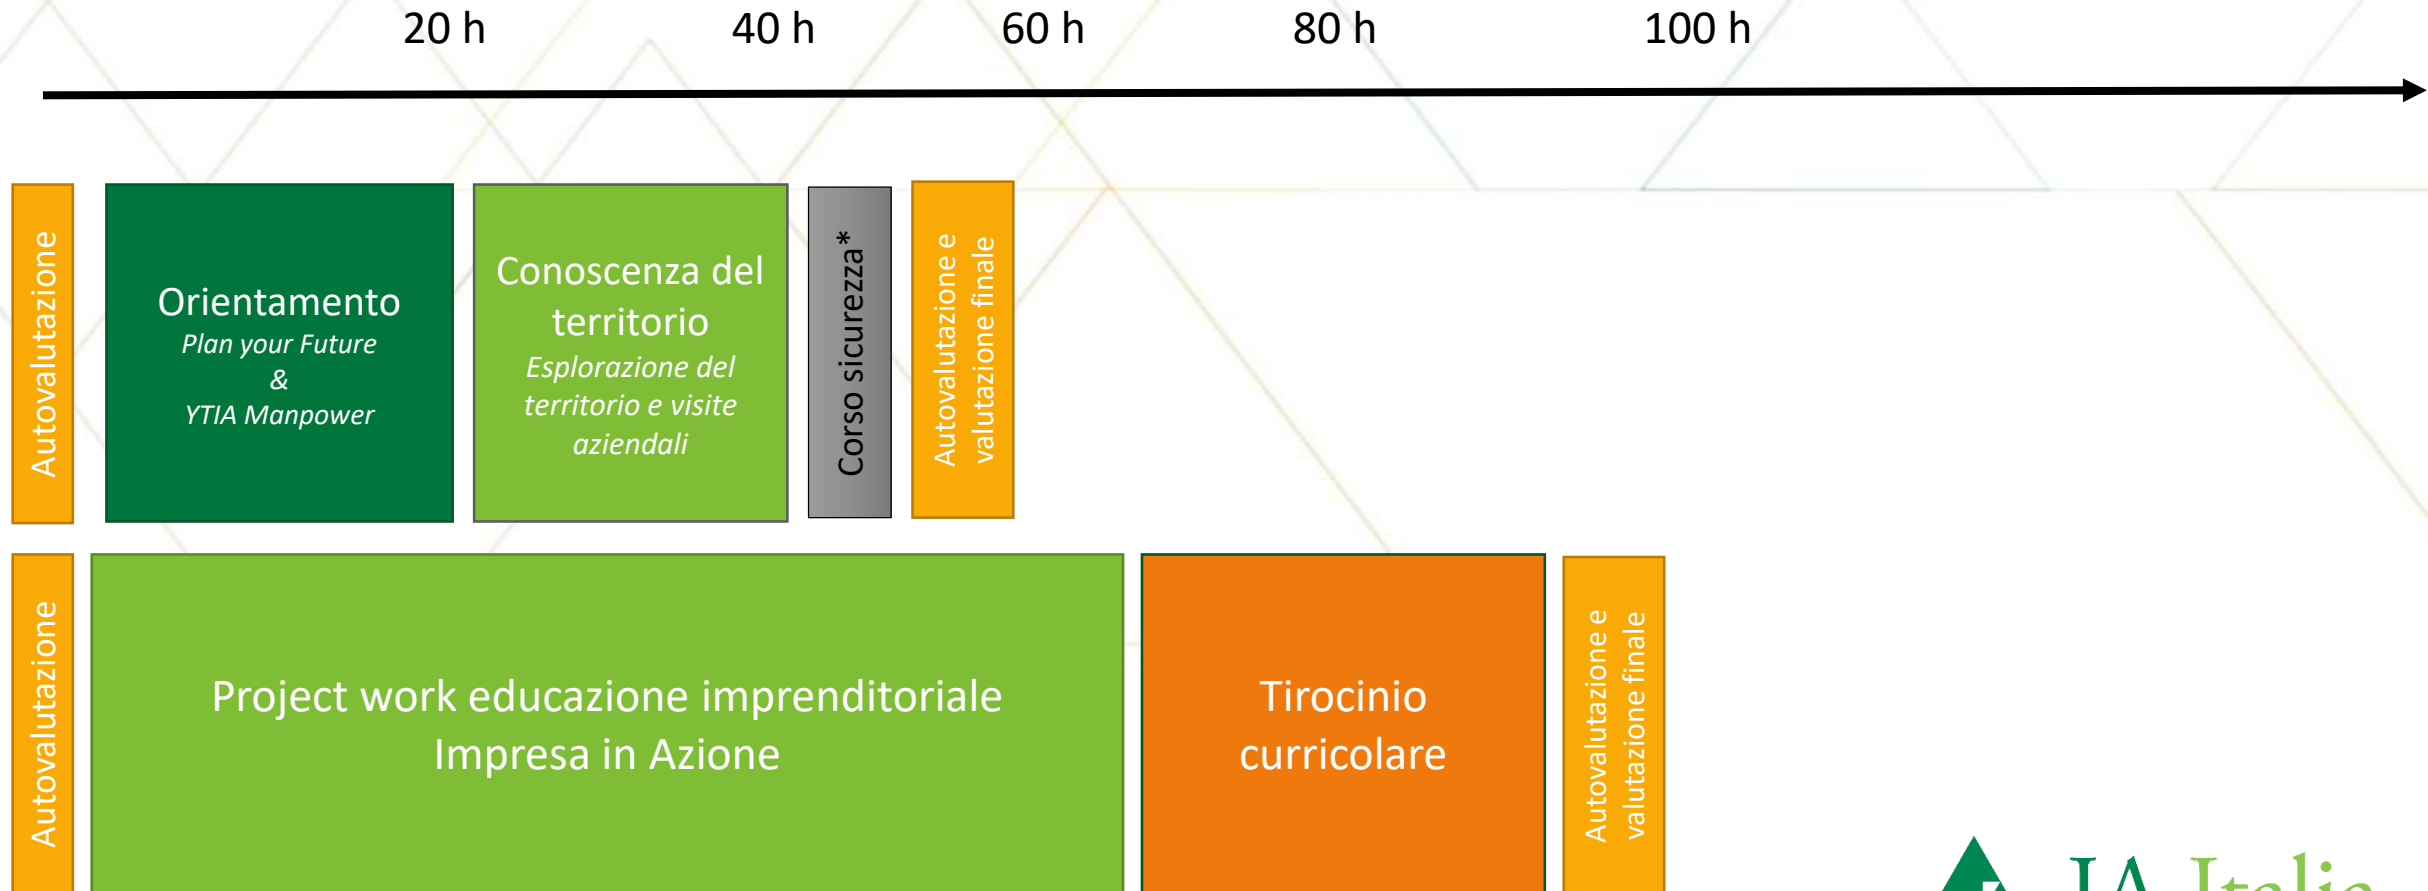 20 h 40 h 60 h 80 h 100 h
Autovalutazione
Orientamento
Plan your Future
&
YTIA Manpower
Conoscenza del
territorio
Esplorazione del
territorio e visite
aziendali
Corso sicurezza*
Autovalutazione e
valutazione finale
Autovalutazione
Project work educazione imprenditoriale
Impresa in Azione
Tirocinio
curricolare
Autovalutazione e
valutazione finale
JA Italia